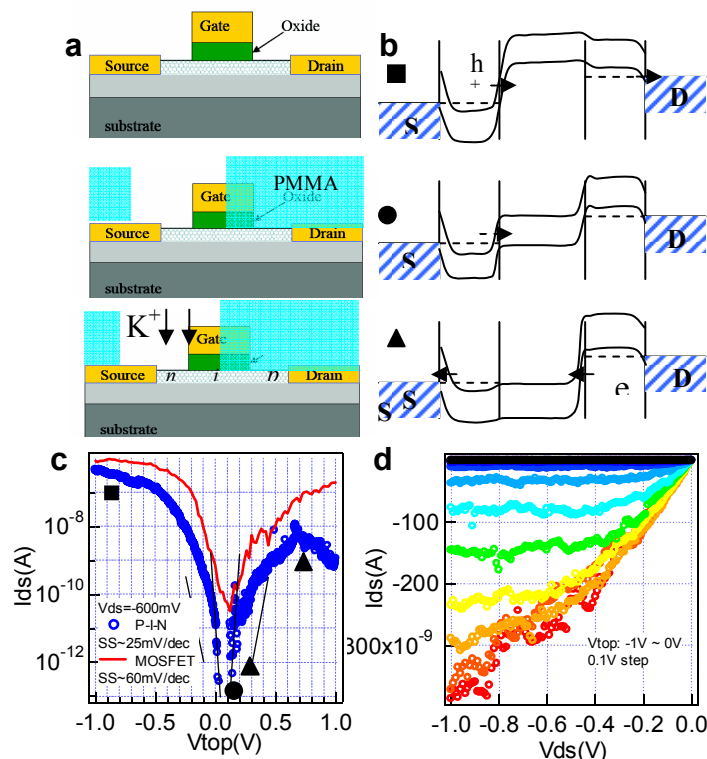 a
Gate
Oxide
Source
Drain
substrate
PMMA
Gate
Oxide
Source
Drain
substrate
K+
Gate
Source
n
i
Drain
substrate
b
h
+
S
D
-
S
D
e
S
S
D
c
Ids(A)
10-8
10-10
10-12
Vds=-600mV
P-I-N
SS~25mV/dec
MOSFET
SS~60mV/dec
-1.0
-0.5
0.0
0.5
1.0
Vtop(V)
d
Ids(A)
-100
-200
300x10-9
Vtop: -1V ~ 0V
0.1V step
-1.0 -0.8 -0.6 -0.4 -0.2 0.0
Vds(V)